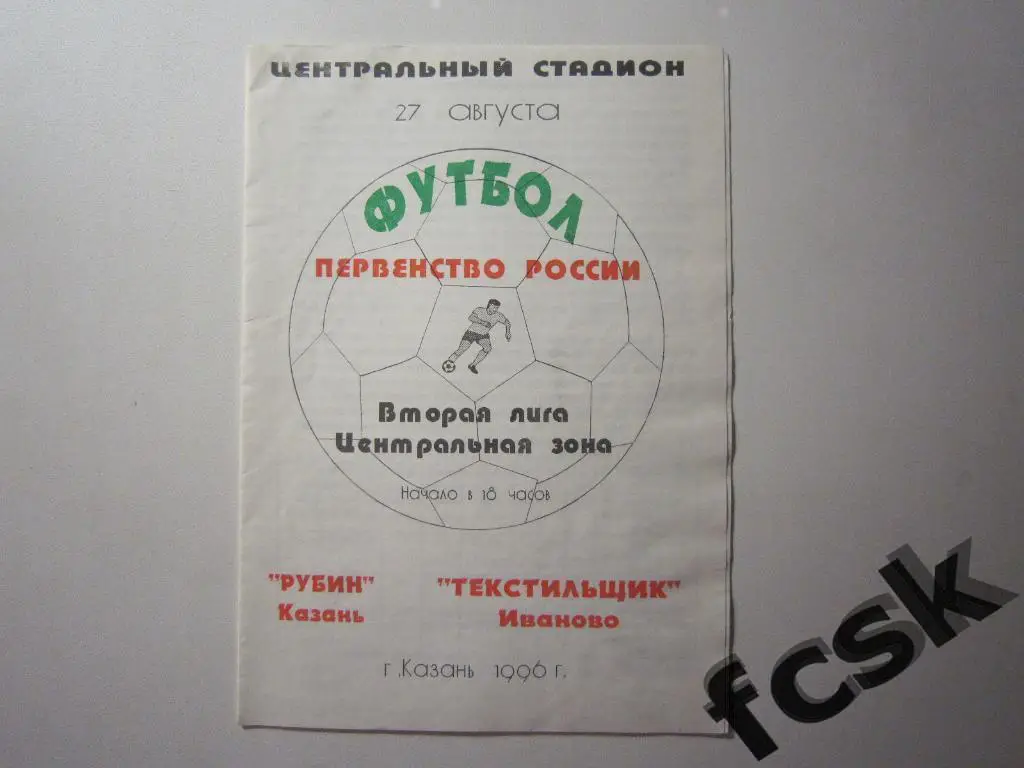 ЦЕНТРАЛЬНЫЙ СТАДИОН
27 августа
ФУТБОЛ
ПЕРВЕНСТВО РОССИИ
Вторая лига
Центральная зона
Начало в 18 часов
"РУБИН" "ТЕКСТИЛЬЩИК"
Казань Иваново
г.Казань 1996 г.
fcsk